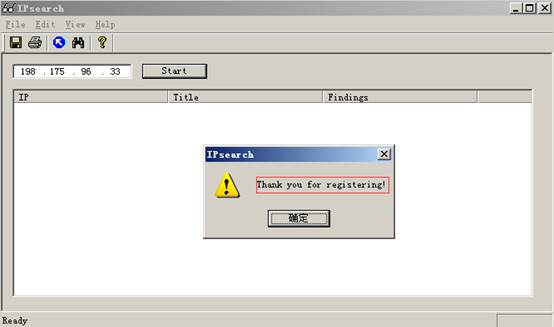 IPsearch
File Edit View Help
198 . 175 . 96 . 33 Start
IP Title Findings
IPsearch
Thank you for registering!
确定
Ready